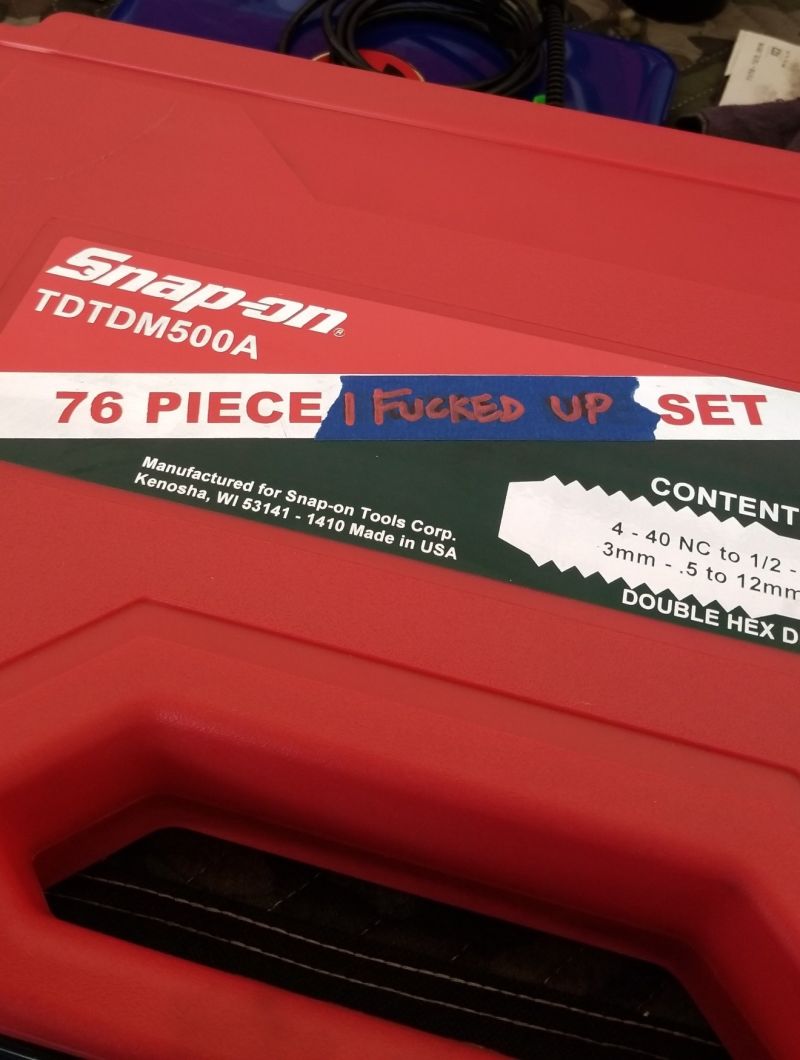 Snap-on®
TDTDM500A
76 PIECE I FUCKED UP SET
Manufactured for Snap-on Tools Corp.
Kenosha, WI 53141 - 1410 Made in USA
CONTENT
4 - 40 NC to 1/2 -
3mm - .5 to 12mm
DOUBLE HEX D